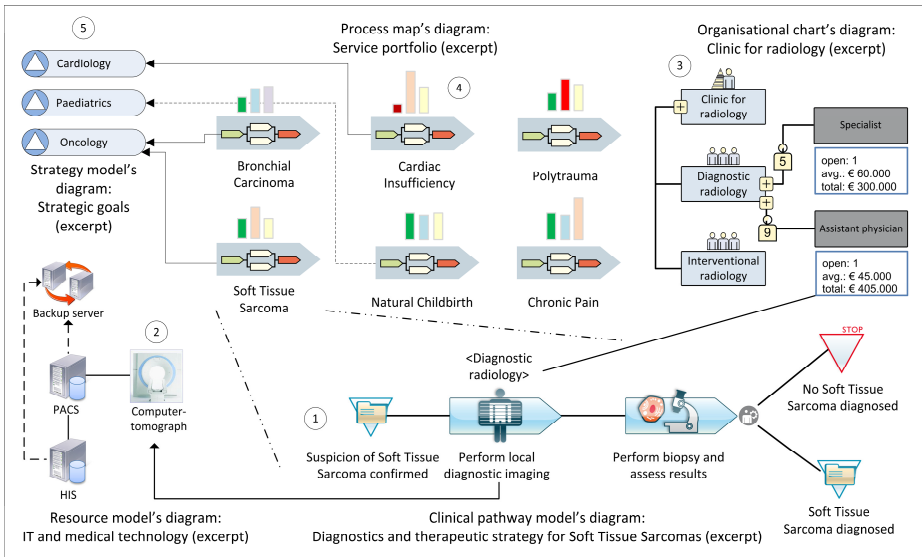 5
Process map's diagram:
Service portfolio (excerpt)
Organisational chart's diagram:
Clinic for radiology (excerpt)
Cardiology
Paediatrics
Oncology
Strategy model's
diagram:
Strategic goals
(excerpt)
4
Bronchial
Carcinoma
Cardiac
Insufficiency
Polytrauma
Soft Tissue
Sarcoma
Natural Childbirth
Chronic Pain
3
Clinic for
radiology
Diagnostic
radiology
Interventional
radiology
5
9
Specialist
open: 1
avg.: € 60.000
total: € 300.000
Assistant physician
open: 1
avg.: € 45.000
total: € 405.000
Backup server
PACS
HIS
2
Computer-
tomograph
Resource model's diagram:
IT and medical technology (excerpt)
1
Suspicion of Soft Tissue
Sarcoma confirmed
<Diagnostic
radiology>
Perform local
diagnostic imaging
Perform biopsy and
assess results
STOP
No Soft Tissue
Sarcoma diagnosed
Soft Tissue
Sarcoma diagnosed
Clinical pathway model's diagram:
Diagnostics and therapeutic strategy for Soft Tissue Sarcomas (excerpt)